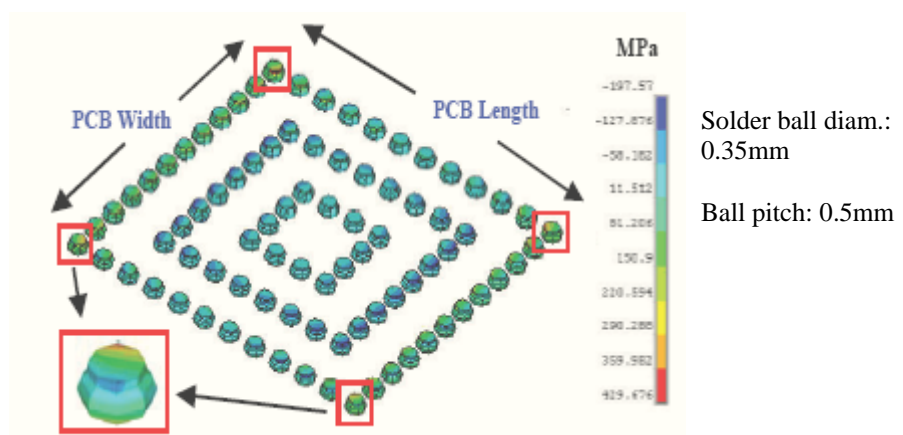 MPa
PCB Width
PCB Length
-197.57
-127.876
-58.182
11.512
81.206
150.9
220.594
290.288
359.982
429.676
Solder ball diam.:
0.35mm
Ball pitch: 0.5mm